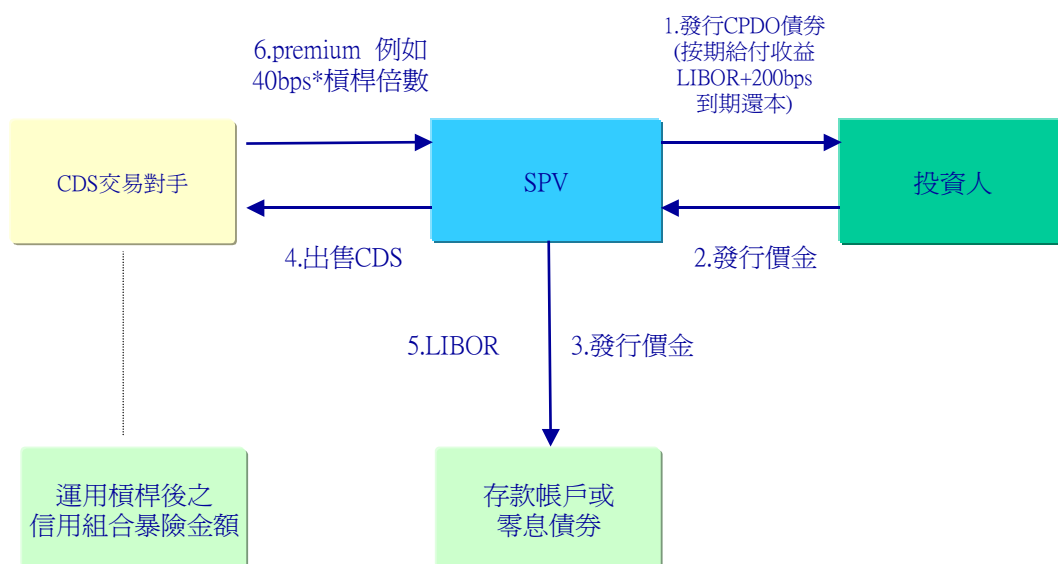 1.發行CPDO債券
(按期給付收益
LIBOR+200bps
到期還本)
6.premium 例如
40bps*槓桿倍數
CDS交易對手
SPV
投資人
4.出售CDS
2.發行價金
5.LIBOR
3.發行價金
運用槓桿後之
信用組合暴險金額
存款帳戶或
零息債券